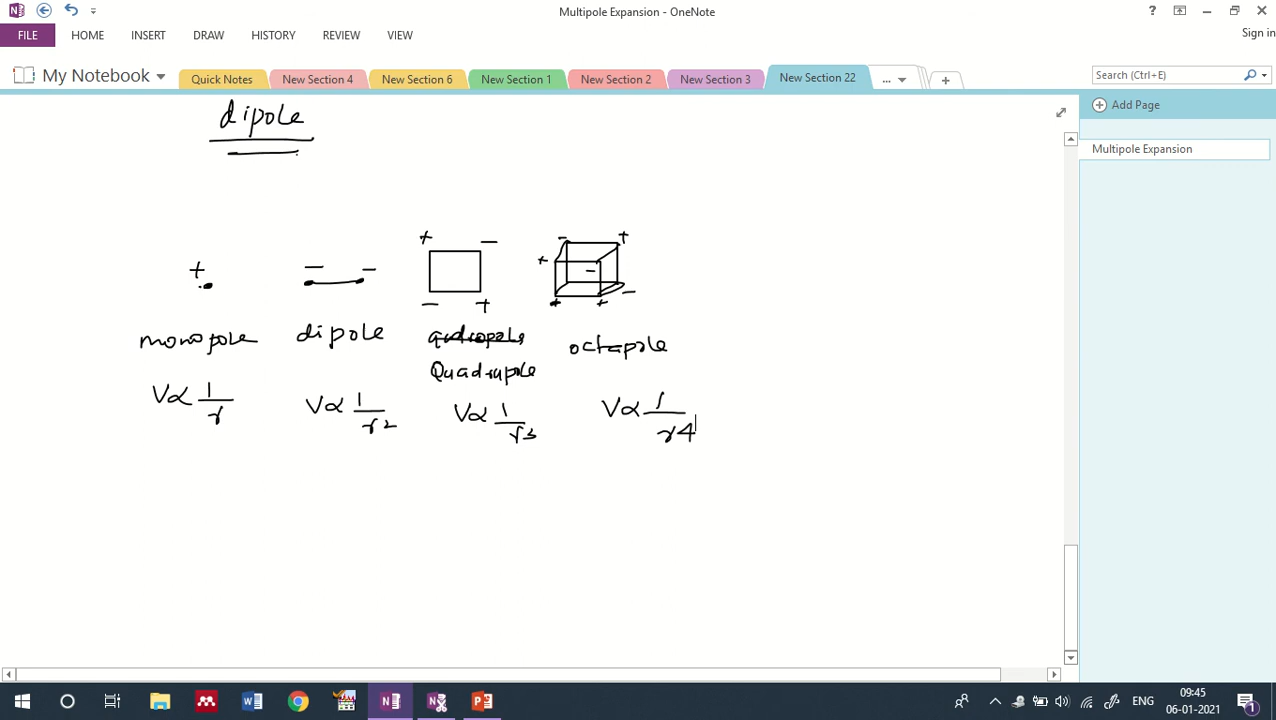 Multipole Expansion - OneNote
?
Sign in
FILE HOME INSERT DRAW HISTORY REVIEW VIEW
My Notebook Quick Notes New Section 4 New Section 6 New Section 1 New Section 2 New Section 3 New Section 22 ... +
Search (Ctrl+E)
Add Page
Multipole Expansion
dipole
+ − − + − − + + − − + − + + −
monopole dipole qudropole octapole
Quadrupole
V∝ 1/r V∝ 1/r2 V∝ 1/r3 V∝ 1/r4
ENG 09:45
06-01-2021 1